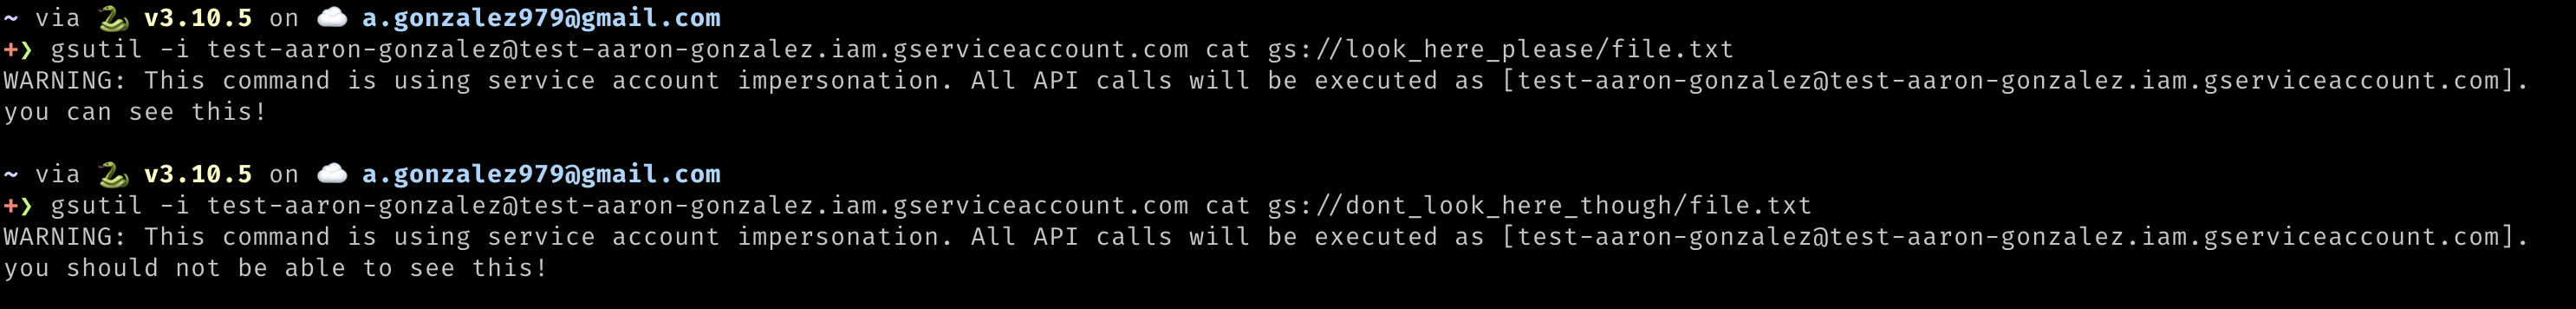 ~ via 🐍 v3.10.5 on ☁️ a.gonzalez979@gmail.com
+❯ gsutil -i test-aaron-gonzalez@test-aaron-gonzalez.iam.gserviceaccount.com cat gs://look_here_please/file.txt
WARNING: This command is using service account impersonation. All API calls will be executed as [test-aaron-gonzalez@test-aaron-gonzalez.iam.gserviceaccount.com].
you can see this!
~ via 🐍 v3.10.5 on ☁️ a.gonzalez979@gmail.com
+❯ gsutil -i test-aaron-gonzalez@test-aaron-gonzalez.iam.gserviceaccount.com cat gs://dont_look_here_though/file.txt
WARNING: This command is using service account impersonation. All API calls will be executed as [test-aaron-gonzalez@test-aaron-gonzalez.iam.gserviceaccount.com].
you should not be able to see this!